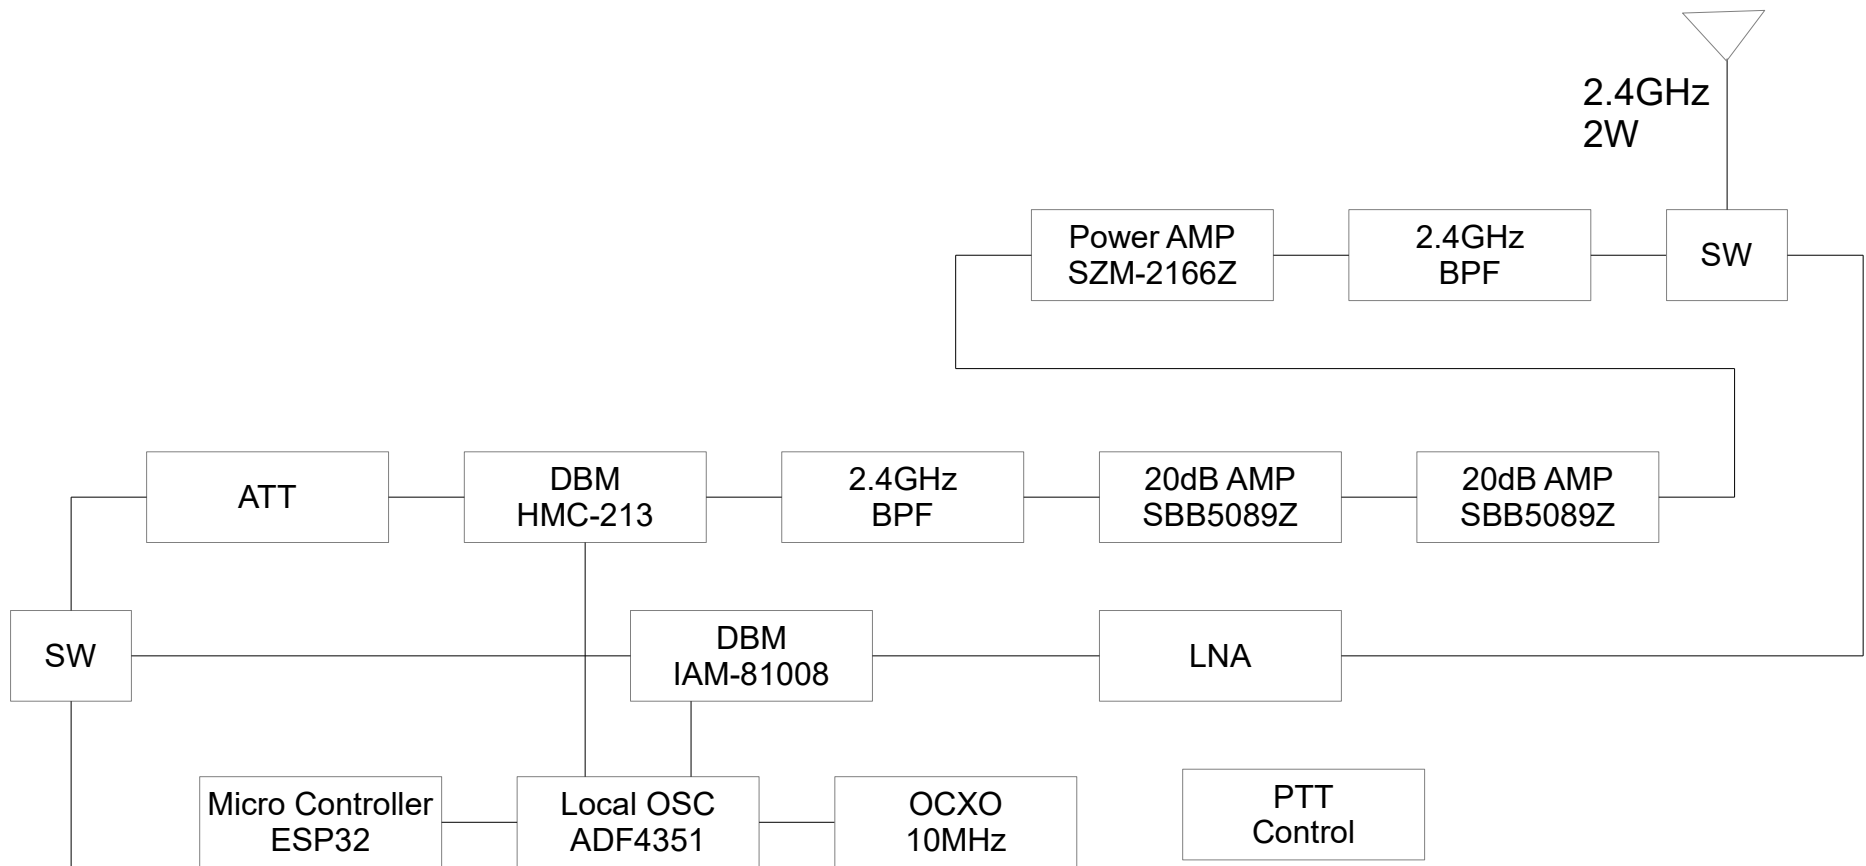 2.4GHz
2W
Power AMP
SZM-2166Z
2.4GHz
BPF
SW
ATT
DBM
HMC-213
2.4GHz
BPF
20dB AMP
SBB5089Z
20dB AMP
SBB5089Z
SW
DBM
IAM-81008
LNA
Micro Controller
ESP32
Local OSC
ADF4351
OCXO
10MHz
PTT
Control